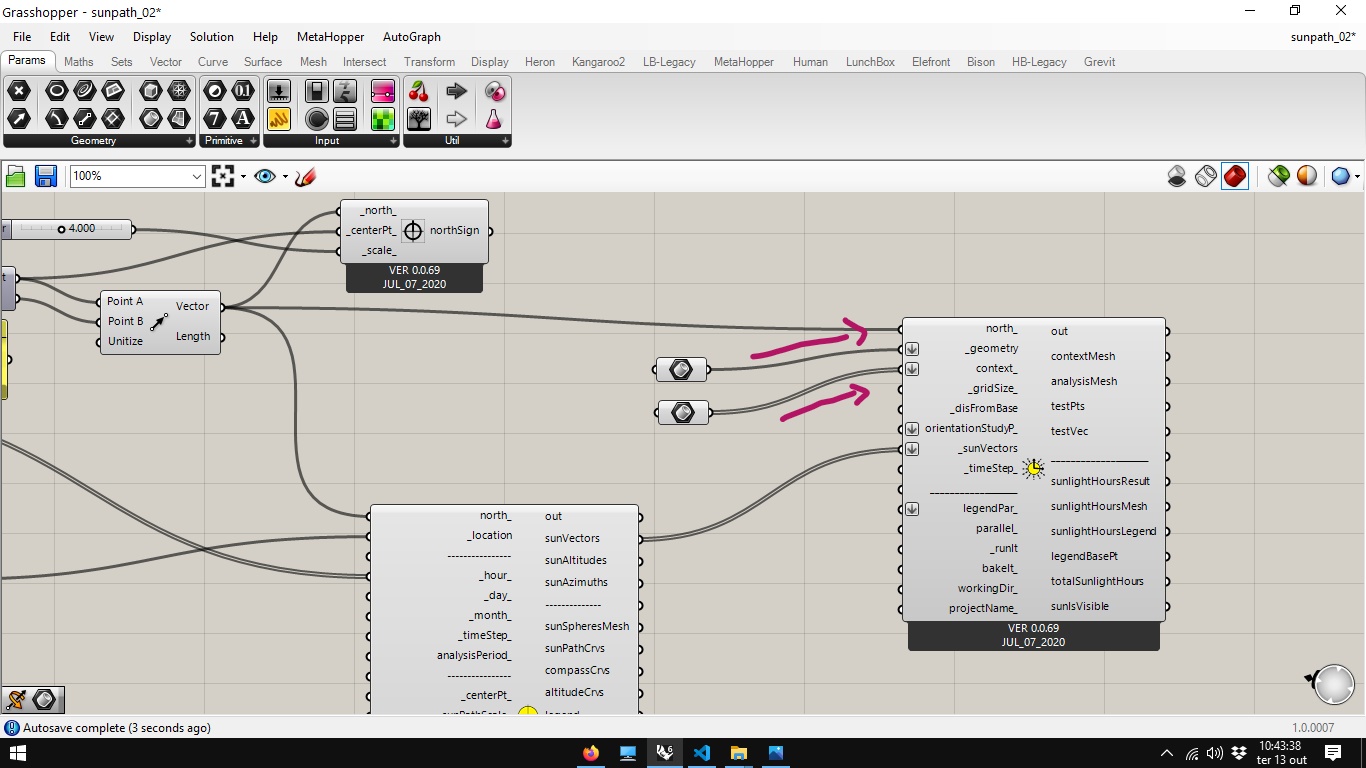 Grasshopper - sunpath_02*
File Edit View Display Solution Help MetaHopper AutoGraph sunpath_02*
Params Maths Sets Vector Curve Surface Mesh Intersect Transform Display Heron Kangaroo2 LB-Legacy MetaHopper Human LunchBox Elefront Bison HB-Legacy Grevit
0.1
7 A
Geometry Primitive Input Util
100%
r 4.000
_north_
_centerPt_ northSign
_scale_
VER 0.0.69
JUL_07_2020
t
Point A Vector
Point B
Unitize Length
north_ out
_geometry
context_ contextMesh
_gridSize_ analysisMesh
_disFromBase testPts
orientationStudyP_ testVec
_sunVectors
_timeStep_ ___________________
_________________ sunlightHoursResult
legendPar_ sunlightHoursMesh
parallel_ sunlightHoursLegend
_runIt legendBasePt
bakeIt_ totalSunlightHours
workingDir_
projectName_ sunIsVisible
VER 0.0.69
JUL_07_2020
north_ out
_location sunVectors
--------------- sunAltitudes
_hour_ sunAzimuths
_day_ -------------
_month_ sunSpheresMesh
_timeStep_ sunPathCrvs
analysisPeriod_ compassCrvs
--------------- altitudeCrvs
_centerPt_
Autosave complete (3 seconds ago) 1.0.0007
6
10:43:38
ter 13 out